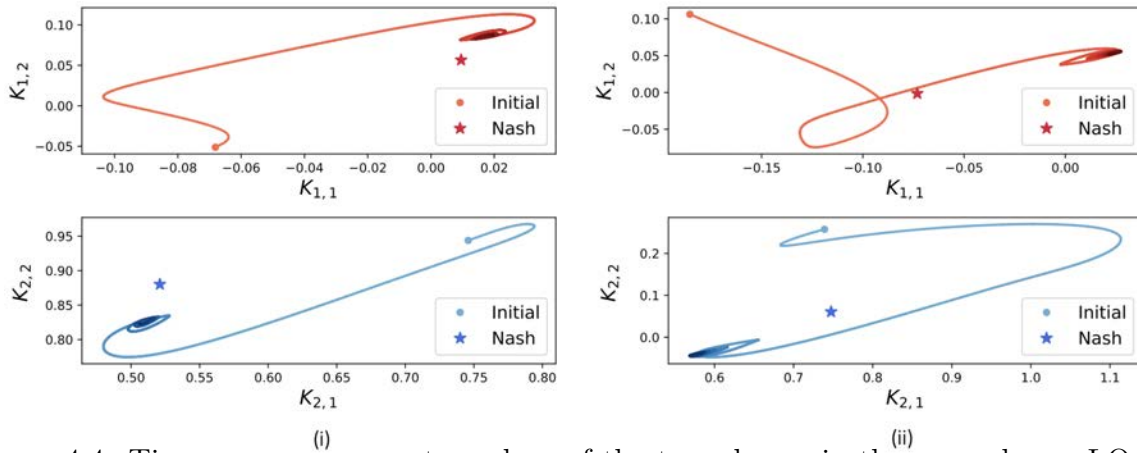 0.10
0.05
0.00
−0.05
K1,2
Initial
Nash
−0.10
−0.08
−0.06
−0.04
−0.02
0.00
0.02
K1,1
0.10
0.05
0.00
−0.05
K1,2
Initial
Nash
−0.15
−0.10
−0.05
0.00
K1,1
0.95
0.90
0.85
0.80
K2,2
Initial
Nash
0.50
0.55
0.60
0.65
0.70
0.75
0.80
K2,1
(i)
0.2
0.1
0.0
K2,2
Initial
Nash
0.6
0.7
0.8
0.9
1.0
1.1
K2,1
(ii)